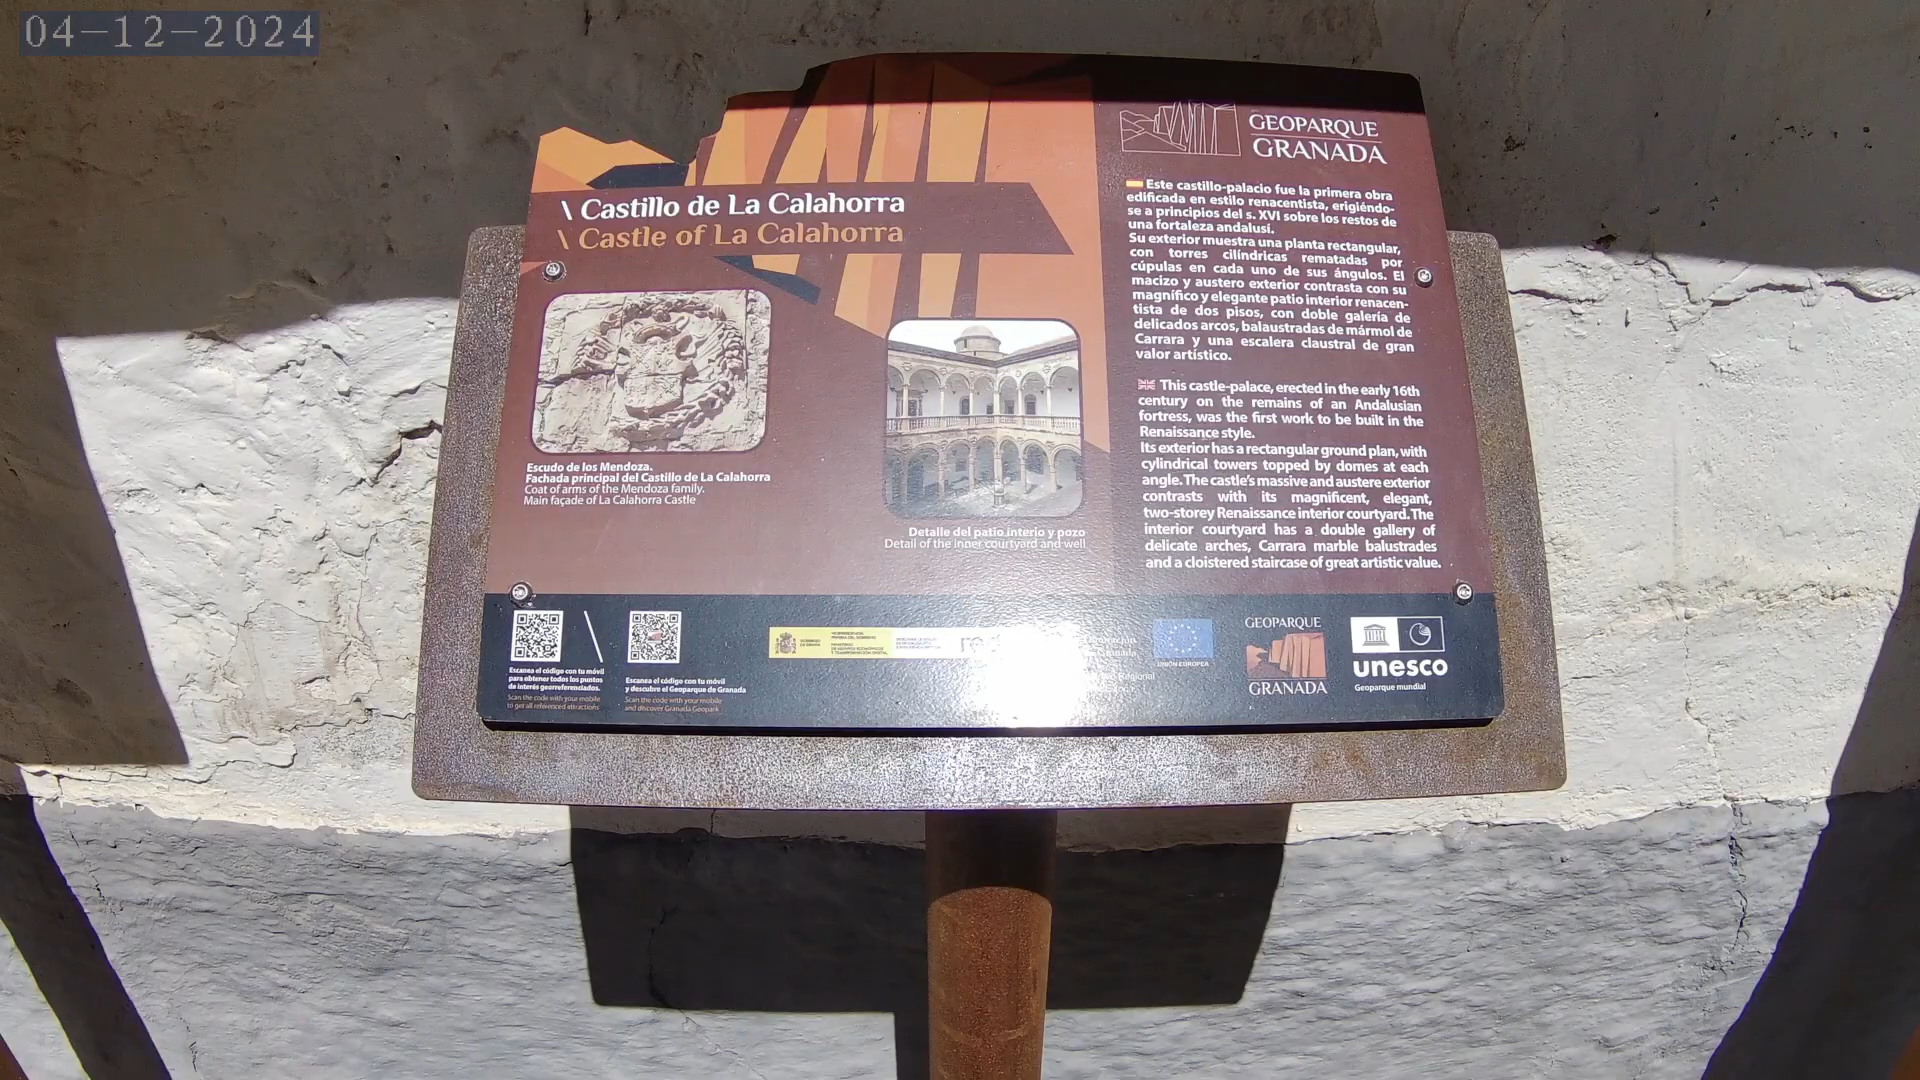 04-12-2024
\ Castillo de La Calahorra
\ Castle of La Calahorra
Escudo de los Mendoza.
Fachada principal del Castillo de La Calahorra
Coat of arms of the Mendoza family.
Main façade of La Calahorra Castle
Detalle del patio interio y pozo
Detail of the inner courtyard and well
GEOPARQUE
GRANADA
Este castillo-palacio fue la primera obra
edificada en estilo renacentista, erigiéndo-
se a principios del s. XVI sobre los restos de
una fortaleza andalusí.
Su exterior muestra una planta rectangular,
con torres cilíndricas rematadas por
cúpulas en cada uno de sus ángulos. El
macizo y austero exterior contrasta con su
magnífico y elegante patio interior renacen-
tista de dos pisos, con doble galería de
delicados arcos, balaustradas de mármol de
Carrara y una escalera claustral de gran
valor artístico.
This castle-palace, erected in the early 16th
century on the remains of an Andalusian
fortress, was the first work to be built in the
Renaissance style.
Its exterior has a rectangular ground plan, with
cylindrical towers topped by domes at each
angle. The castle's massive and austere exterior
contrasts with its magnificent, elegant,
two-storey Renaissance interior courtyard. The
interior courtyard has a double gallery of
delicate arches, Carrara marble balustrades
and a cloistered staircase of great artistic value.
Escanea el código con tu móvil
para obtener todos los puntos
de interés georreferenciados.
Scan the code with your mobile
to get all referenced attractions
Escanea el código con tu móvil
y descubre el Geoparque de Granada
Scan the code with your mobile
and discover Granada Geopark
GOBIERNO
DE ESPAÑA
VICEPRESIDENCIA
PRIMERA DEL GOBIERNO
MINISTERIO
DE ASUNTOS ECONÓMICOS
Y TRANSFORMACIÓN DIGITAL
UNIÓN EUROPEA
GEOPARQUE
GRANADA
unesco
Geoparque mundial